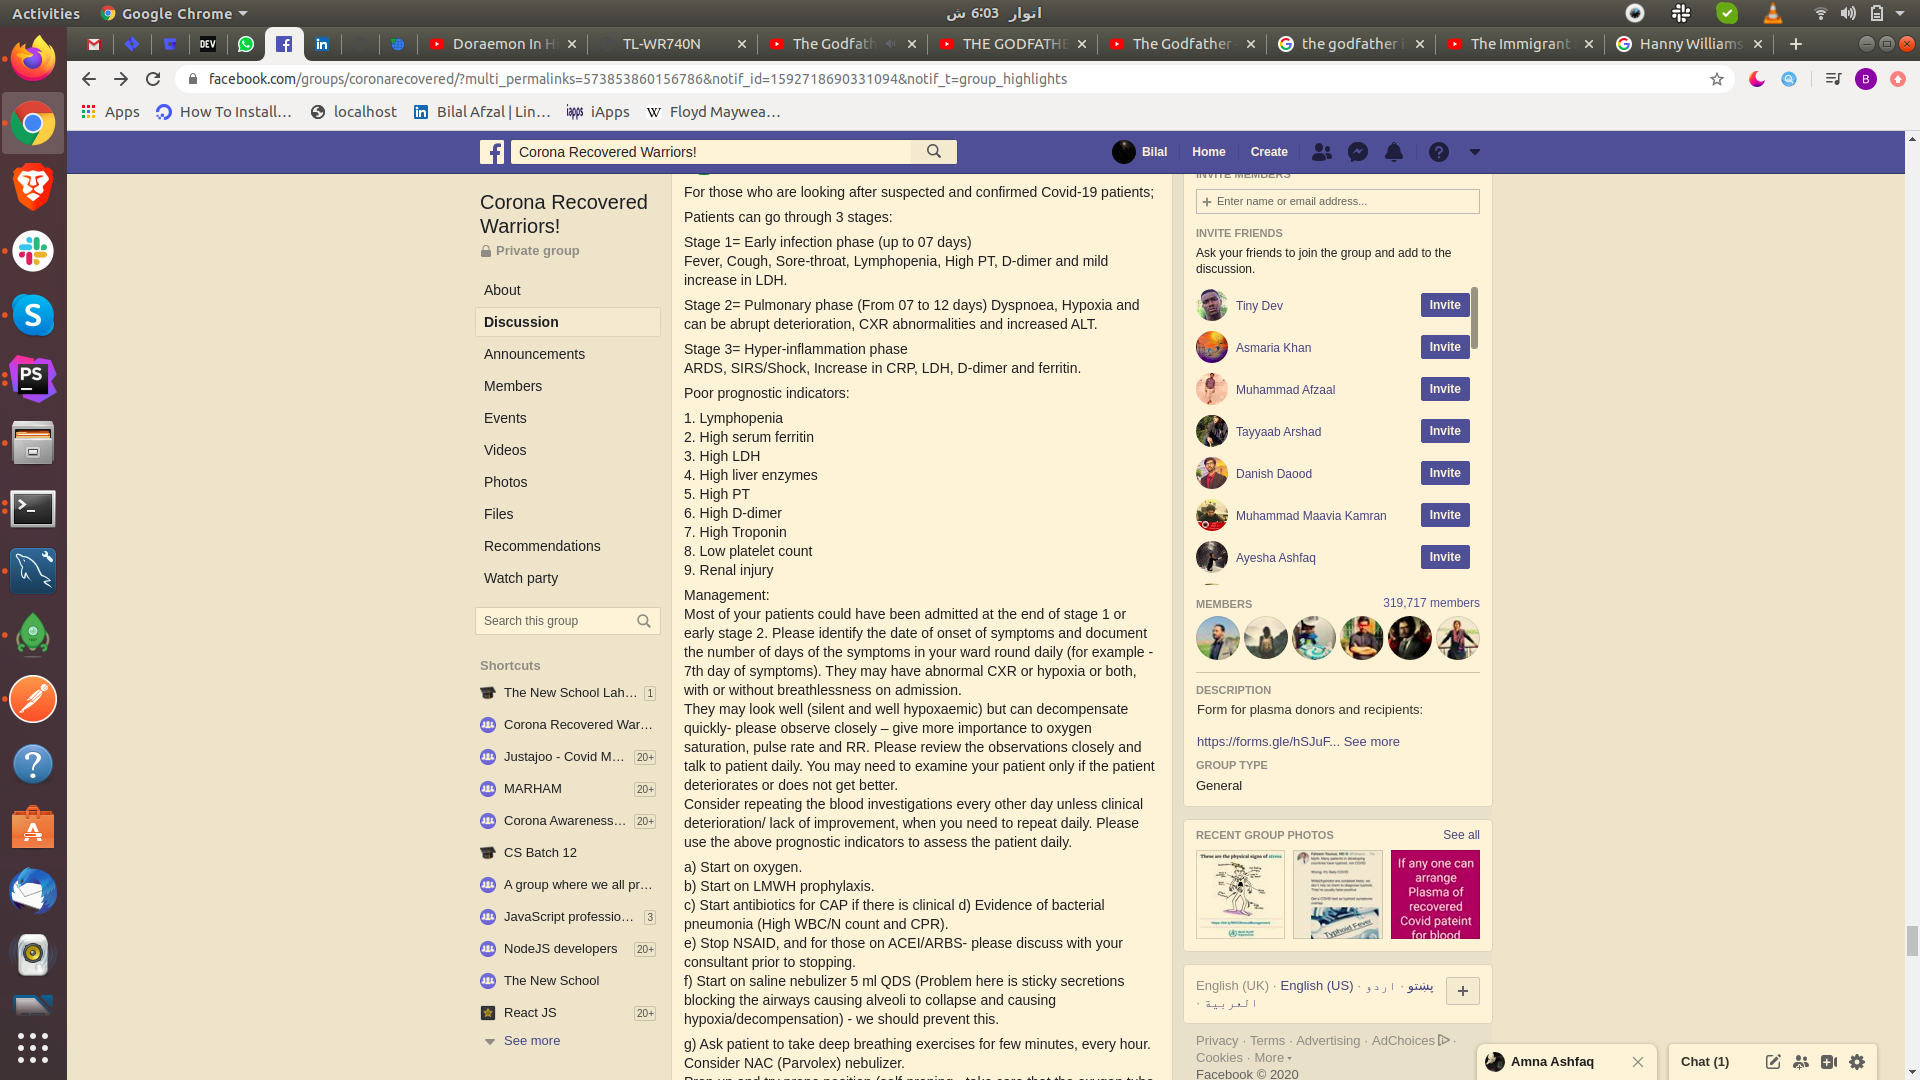 Activities
Google Chrome
اتوار 6:03 ش
Doraemon In H
TL-WR740N
The Godfath
THE GODFATHE
The Godfather
the godfather i
The Immigrant
Hanny Williams
facebook.com/groups/coronarecovered/?multi_permalinks=573853860156786&notif_id=1592718690331094&notif_t=group_highlights
B
Apps
How To Install…
localhost
Bilal Afzal | Lin…
iApps
Floyd Maywea…
Corona Recovered Warriors!
Bilal
Home
Create
Corona Recovered
Warriors!
Private group
About
Discussion
Announcements
Members
Events
Videos
Photos
Files
Recommendations
Watch party
Search this group
Shortcuts
The New School Lah… 1
Corona Recovered War…
Justajoo - Covid M… 20+
MARHAM 20+
Corona Awareness… 20+
CS Batch 12
A group where we all pr…
JavaScript professio… 3
NodeJS developers 20+
The New School
React JS 20+
See more
For those who are looking after suspected and confirmed Covid-19 patients;
Patients can go through 3 stages:
Stage 1= Early infection phase (up to 07 days)
Fever, Cough, Sore-throat, Lymphopenia, High PT, D-dimer and mild
increase in LDH.
Stage 2= Pulmonary phase (From 07 to 12 days) Dyspnoea, Hypoxia and
can be abrupt deterioration, CXR abnormalities and increased ALT.
Stage 3= Hyper-inflammation phase
ARDS, SIRS/Shock, Increase in CRP, LDH, D-dimer and ferritin.
Poor prognostic indicators:
1. Lymphopenia
2. High serum ferritin
3. High LDH
4. High liver enzymes
5. High PT
6. High D-dimer
7. High Troponin
8. Low platelet count
9. Renal injury
Management:
Most of your patients could have been admitted at the end of stage 1 or
early stage 2. Please identify the date of onset of symptoms and document
the number of days of the symptoms in your ward round daily (for example -
7th day of symptoms). They may have abnormal CXR or hypoxia or both,
with or without breathlessness on admission.
They may look well (silent and well hypoxaemic) but can decompensate
quickly- please observe closely – give more importance to oxygen
saturation, pulse rate and RR. Please review the observations closely and
talk to patient daily. You may need to examine your patient only if the patient
deteriorates or does not get better.
Consider repeating the blood investigations every other day unless clinical
deterioration/ lack of improvement, when you need to repeat daily. Please
use the above prognostic indicators to assess the patient daily.
a) Start on oxygen.
b) Start on LMWH prophylaxis.
c) Start antibiotics for CAP if there is clinical d) Evidence of bacterial
pneumonia (High WBC/N count and CPR).
e) Stop NSAID, and for those on ACEI/ARBS- please discuss with your
consultant prior to stopping.
f) Start on saline nebulizer 5 ml QDS (Problem here is sticky secretions
blocking the airways causing alveoli to collapse and causing
hypoxia/decompensation) - we should prevent this.
g) Ask patient to take deep breathing exercises for few minutes, every hour.
Consider NAC (Parvolex) nebulizer.
INVITE MEMBERS
+ Enter name or email address...
INVITE FRIENDS
Ask your friends to join the group and add to the
discussion.
Tiny Dev Invite
Asmaria Khan Invite
Muhammad Afzaal Invite
Tayyaab Arshad Invite
Danish Daood Invite
Muhammad Maavia Kamran Invite
Ayesha Ashfaq Invite
MEMBERS 319,717 members
DESCRIPTION
Form for plasma donors and recipients:
https://forms.gle/hSJuF... See more
GROUP TYPE
General
RECENT GROUP PHOTOS See all
These are the physical signs of stress
Typhoid Fever
If any one can
arrange
Plasma of
recovered
Covid pateint
for blood
English (UK) · English (US) · اردو · پښتو ·
العربية ·
Privacy · Terms · Advertising · AdChoices ·
Cookies · More
Facebook © 2020
Amna Ashfaq
Chat (1)